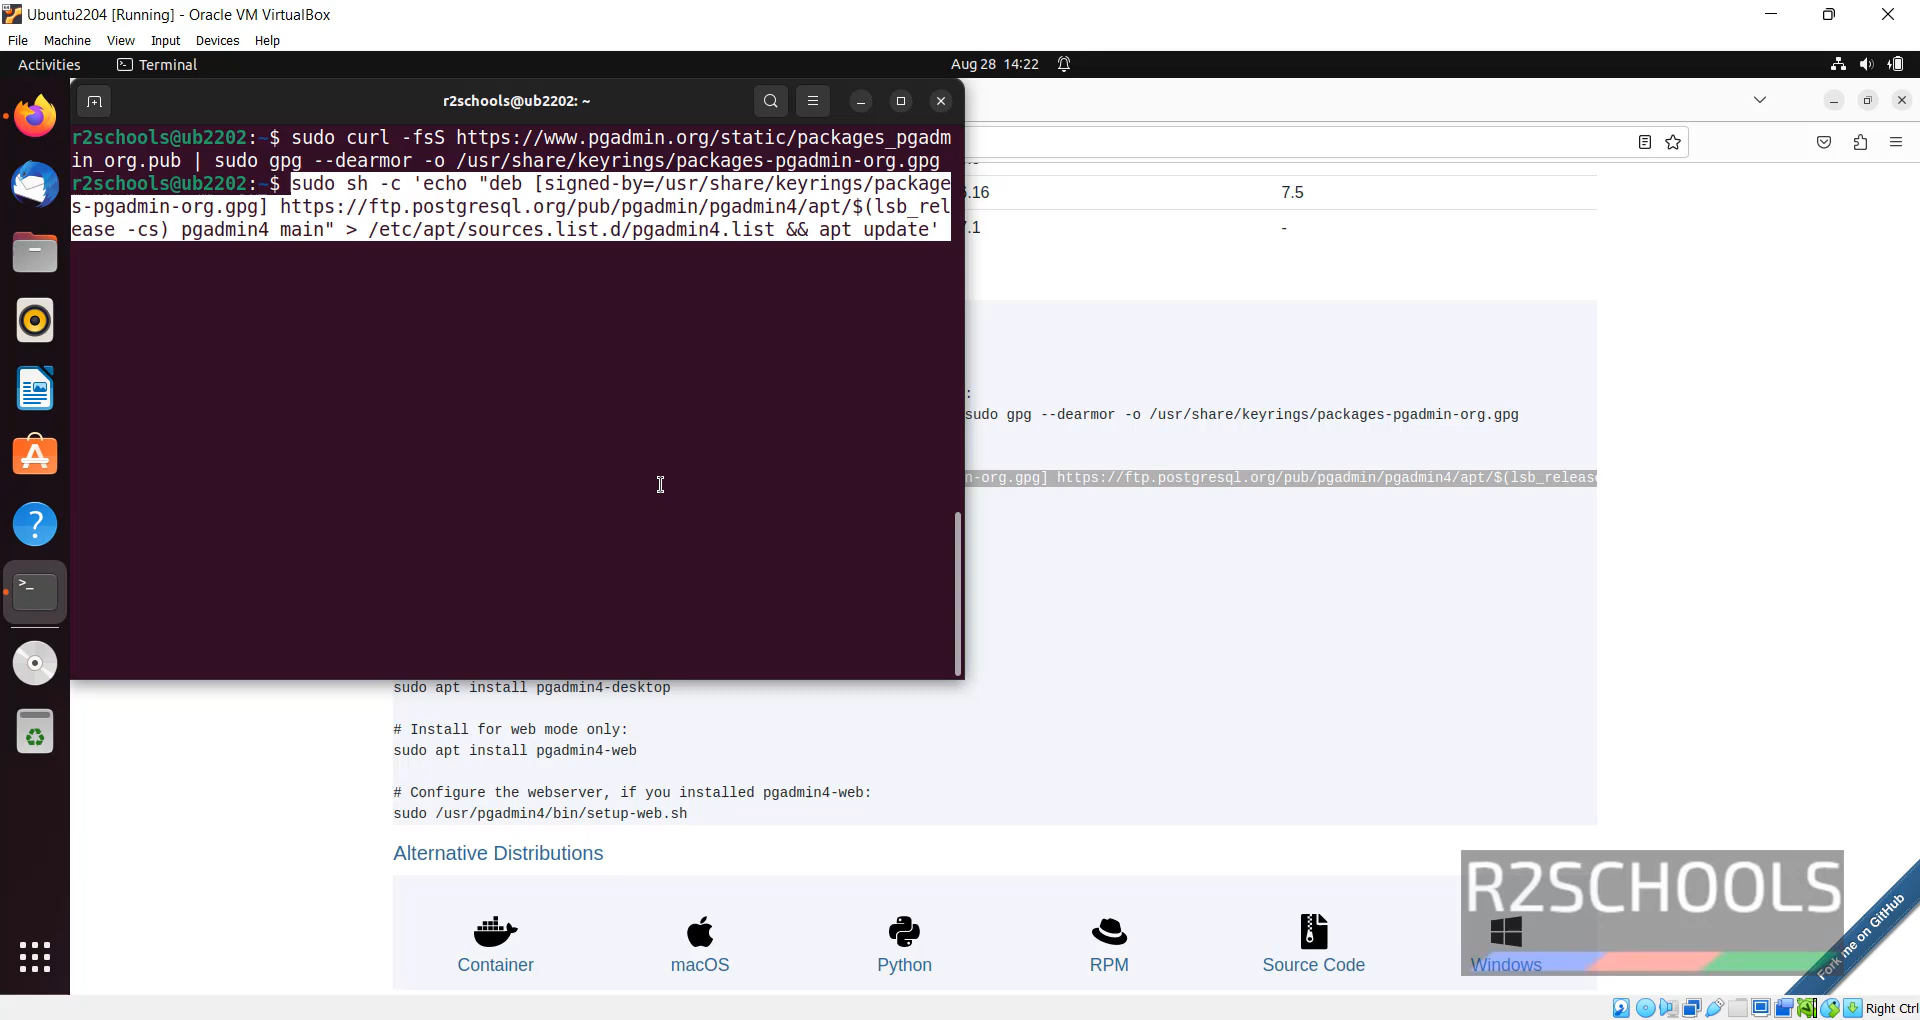 Ubuntu2204 [Running] - Oracle VM VirtualBox
File Machine View Input Devices Help
Activities Terminal Aug 28 14:22
r2schools@ub2202: ~
r2schools@ub2202:~$ sudo curl -fsS https://www.pgadmin.org/static/packages_pgadm
in_org.pub | sudo gpg --dearmor -o /usr/share/keyrings/packages-pgadmin-org.gpg
r2schools@ub2202:~$ sudo sh -c 'echo "deb [signed-by=/usr/share/keyrings/package
s-pgadmin-org.gpg] https://ftp.postgresql.org/pub/pgadmin/pgadmin4/apt/$(lsb_rel
ease -cs) pgadmin4 main" > /etc/apt/sources.list.d/pgadmin4.list && apt update'
.16 7.5
.1 -
:
sudo gpg --dearmor -o /usr/share/keyrings/packages-pgadmin-org.gpg
n-org.gpg] https://ftp.postgresql.org/pub/pgadmin/pgadmin4/apt/$(lsb_releas
sudo apt install pgadmin4-desktop
# Install for web mode only:
sudo apt install pgadmin4-web
# Configure the webserver, if you installed pgadmin4-web:
sudo /usr/pgadmin4/bin/setup-web.sh
Alternative Distributions
Container macOS Python RPM Source Code Windows
R2SCHOOLS
Fork me on GitHub
Right Ctrl